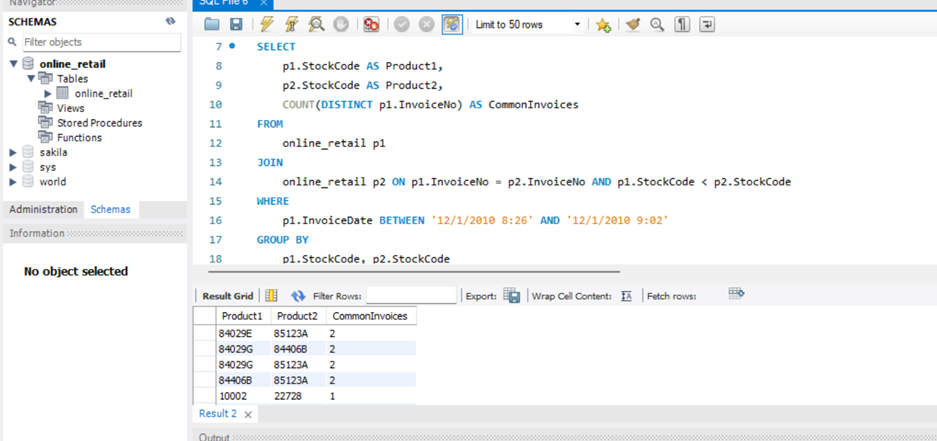 Navigator
SQL File 6 ×
SCHEMAS
Filter objects
online_retail
Tables
online_retail
Views
Stored Procedures
Functions
sakila
sys
world
Administration Schemas
Information
No object selected
Limit to 50 rows
7 SELECT
8 p1.StockCode AS Product1,
9 p2.StockCode AS Product2,
10 COUNT(DISTINCT p1.InvoiceNo) AS CommonInvoices
11 FROM
12 online_retail p1
13 JOIN
14 online_retail p2 ON p1.InvoiceNo = p2.InvoiceNo AND p1.StockCode < p2.StockCode
15 WHERE
16 p1.InvoiceDate BETWEEN '12/1/2010 8:26' AND '12/1/2010 9:02'
17 GROUP BY
18 p1.StockCode, p2.StockCode
Result Grid Filter Rows: Export: Wrap Cell Content: Fetch rows:
Product1 Product2 CommonInvoices
84029E 85123A 2
84029G 84406B 2
84029G 85123A 2
84406B 85123A 2
10002 22728 1
Result 2 ×
Output